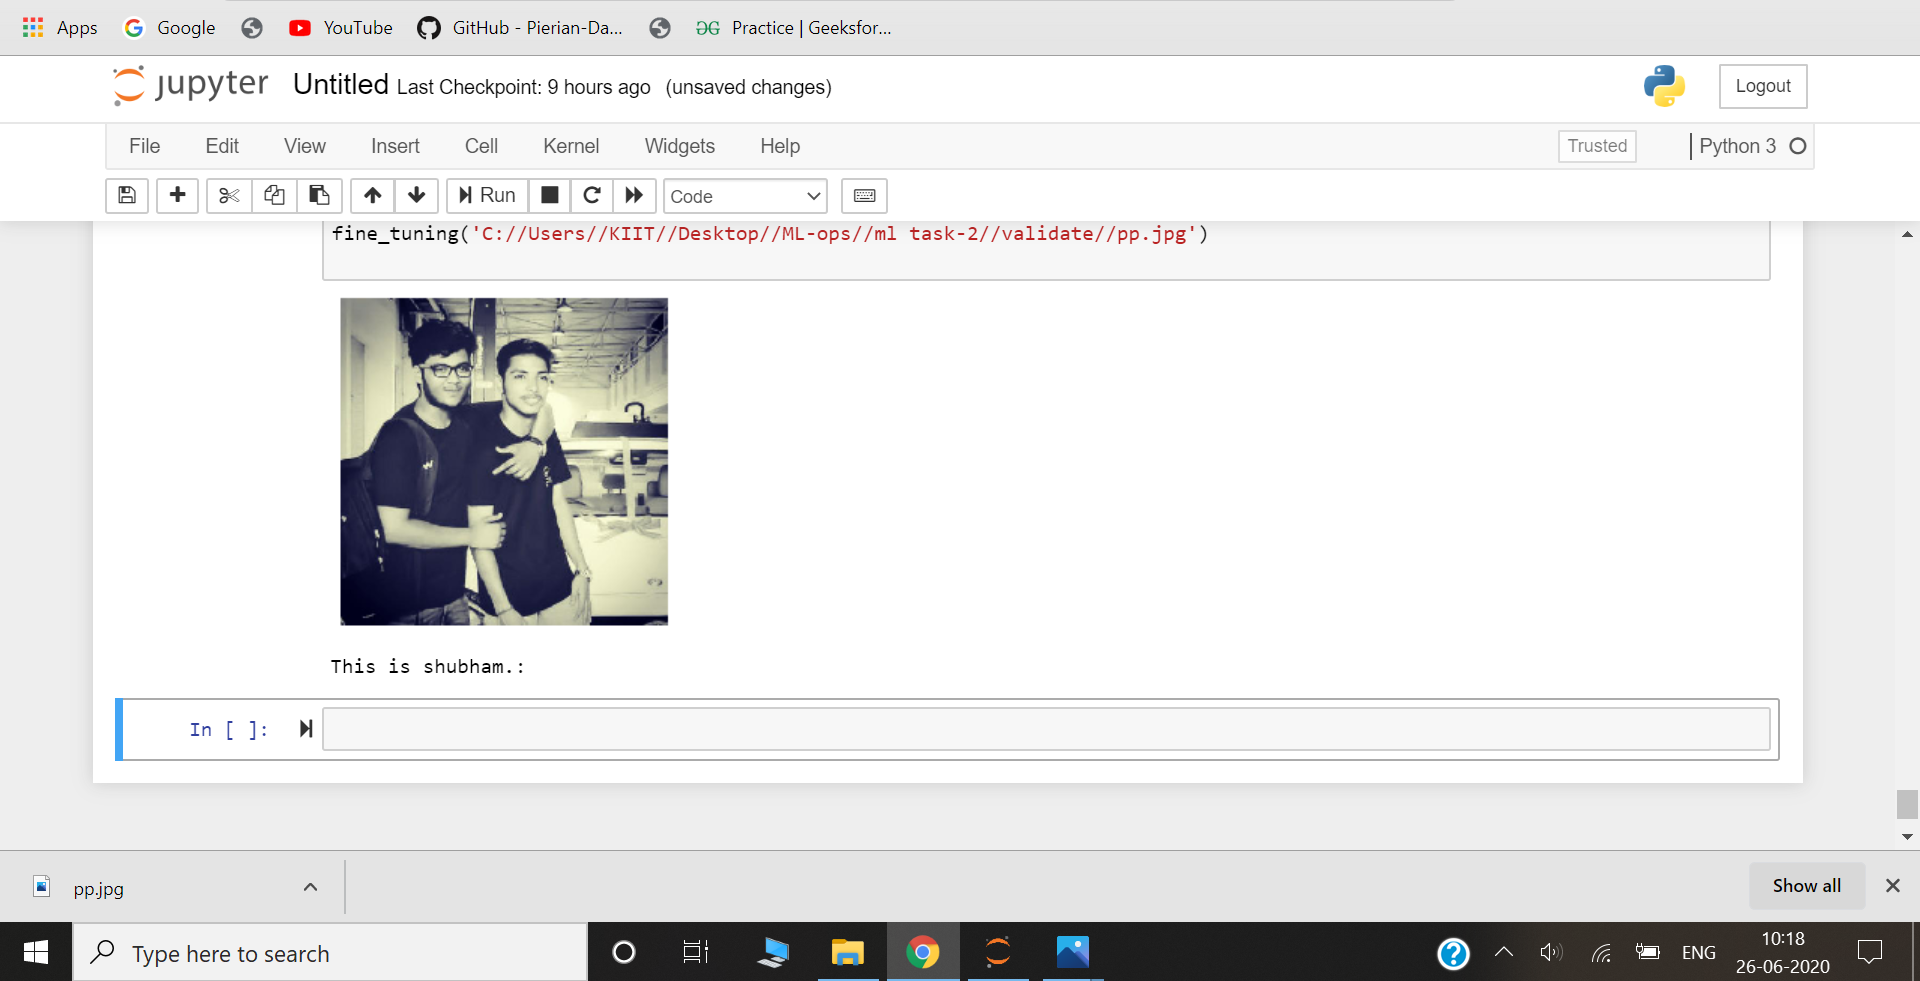 Apps Google YouTube GitHub - Pierian-Da... Practice | Geeksfor...
jupyter Untitled Last Checkpoint: 9 hours ago (unsaved changes) Logout
File Edit View Insert Cell Kernel Widgets Help Trusted Python 3
Run Code
fine_tuning('C://Users//KIIT//Desktop//ML-ops//ml task-2//validate//pp.jpg')
This is shubham.:
In [ ]:
pp.jpg Show all
Type here to search ENG 10:18
26-06-2020